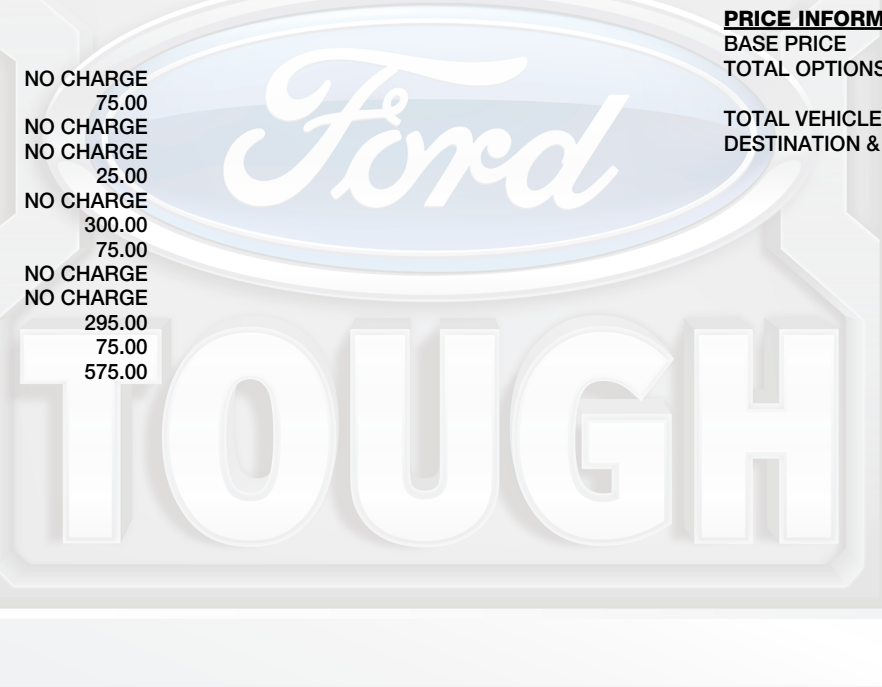 NO CHARGE
75.00
NO CHARGE
NO CHARGE
25.00
NO CHARGE
300.00
75.00
NO CHARGE
NO CHARGE
295.00
75.00
575.00
PRICE INFORM
BASE PRICE
TOTAL OPTIONS
TOTAL VEHICLE
DESTINATION &
Ford
TOUGH